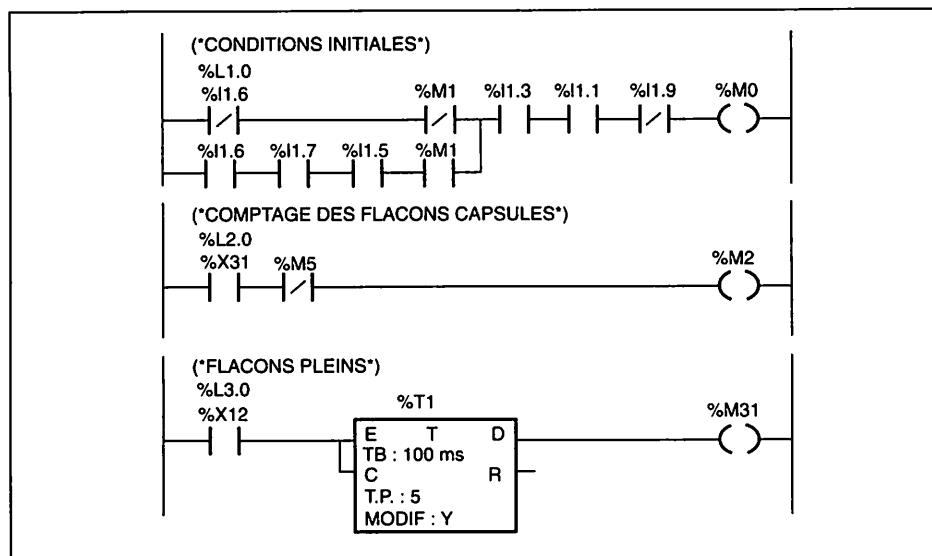 (*CONDITIONS INITIALES*)
%L1.0
%I1.6 %M1 %I1.3 %I1.1 %I1.9 %M0
%I1.6 %I1.7 %I1.5 %M1
(*COMPTAGE DES FLACONS CAPSULES*)
%L2.0
%X31 %M5 %M2
(*FLACONS PLEINS*)
%L3.0
%X12 %T1 %M31
E T D
TB : 100 ms
C R
T.P. : 5
MODIF : Y